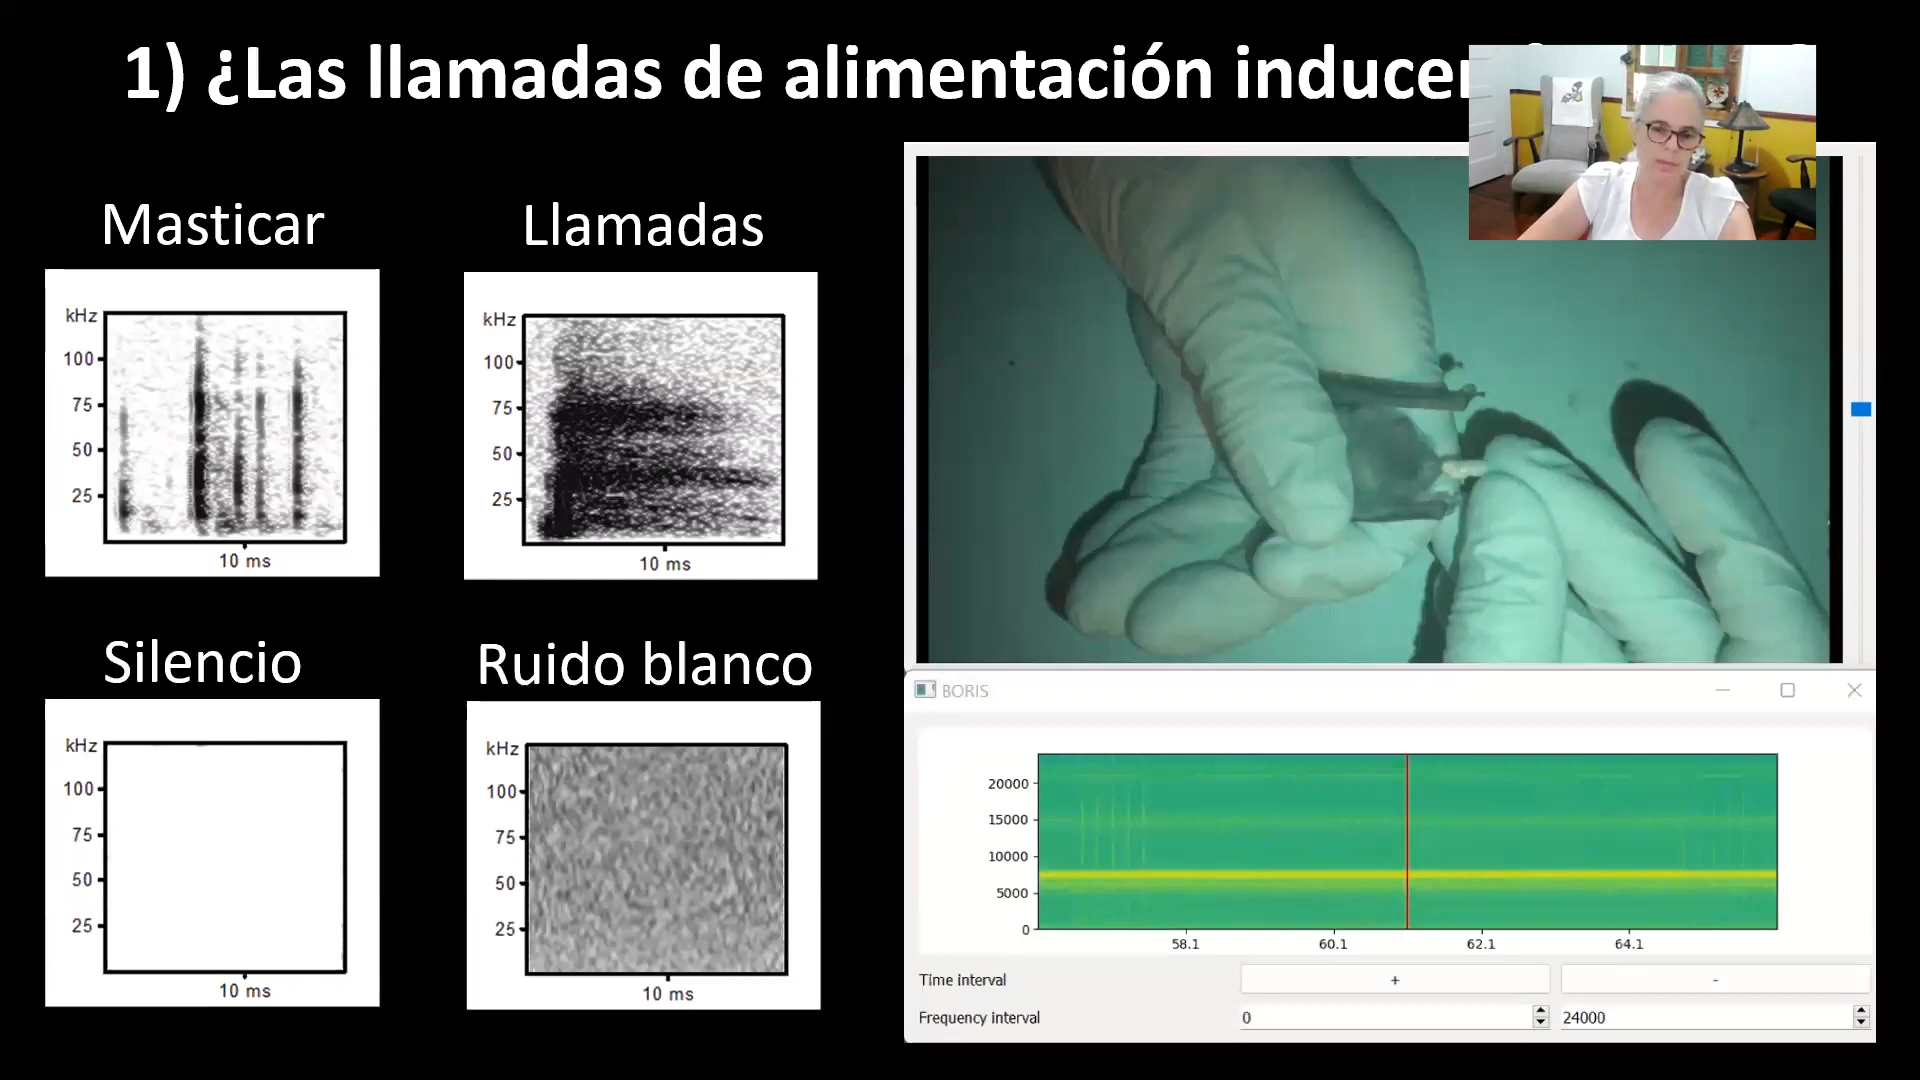 1) ¿Las llamadas de alimentación inducen
Masticar
kHz
100
75
50
25
10 ms
Llamadas
kHz
100
75
50
25
10 ms
Silencio
kHz
100
75
50
25
10 ms
Ruido blanco
kHz
100
75
50
25
10 ms
BORIS
20000
15000
10000
5000
0
58.1 60.1 62.1 64.1
Time interval + -
Frequency interval 0 24000